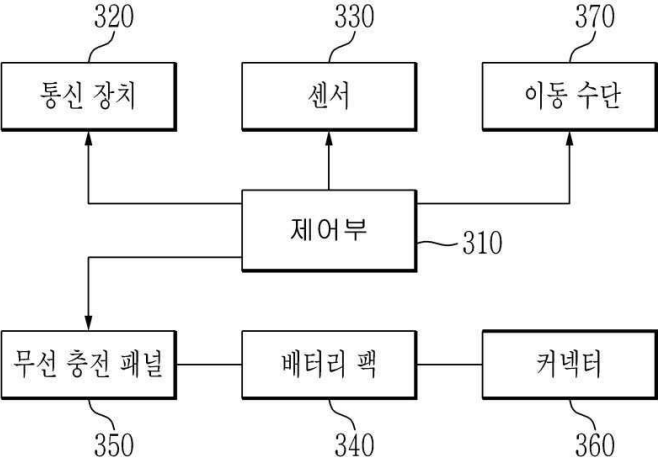 320
330
370
통신 장치
센서
이동 수단
제어부
310
무선 충전 패널
배터리 팩
커넥터
350
340
360